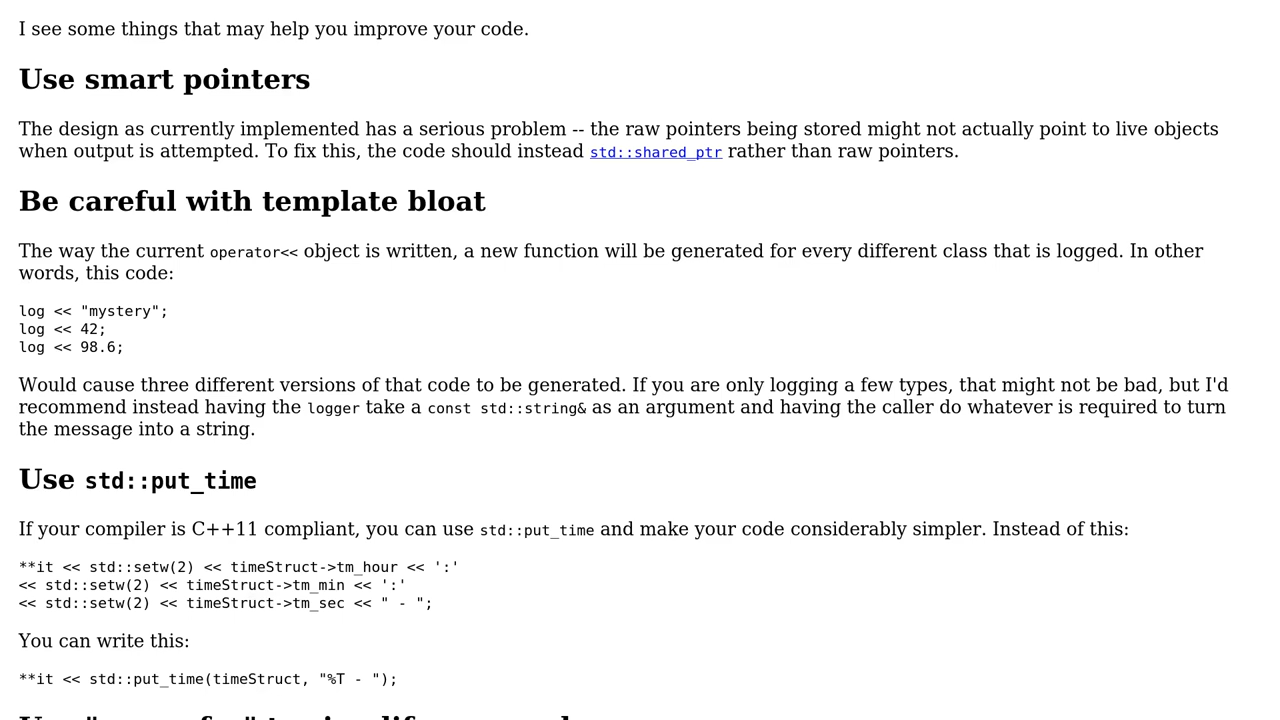 I see some things that may help you improve your code.
Use smart pointers
The design as currently implemented has a serious problem -- the raw pointers being stored might not actually point to live objects
when output is attempted. To fix this, the code should instead std::shared_ptr rather than raw pointers.
Be careful with template bloat
The way the current operator<< object is written, a new function will be generated for every different class that is logged. In other
words, this code:
log << "mystery";
log << 42;
log << 98.6;
Would cause three different versions of that code to be generated. If you are only logging a few types, that might not be bad, but I'd
recommend instead having the logger take a const std::string& as an argument and having the caller do whatever is required to turn
the message into a string.
Use std::put_time
If your compiler is C++11 compliant, you can use std::put_time and make your code considerably simpler. Instead of this:
**it << std::setw(2) << timeStruct->tm_hour << ':'
<< std::setw(2) << timeStruct->tm_min << ':'
<< std::setw(2) << timeStruct->tm_sec << " - ";
You can write this:
**it << std::put_time(timeStruct, "%T - ");